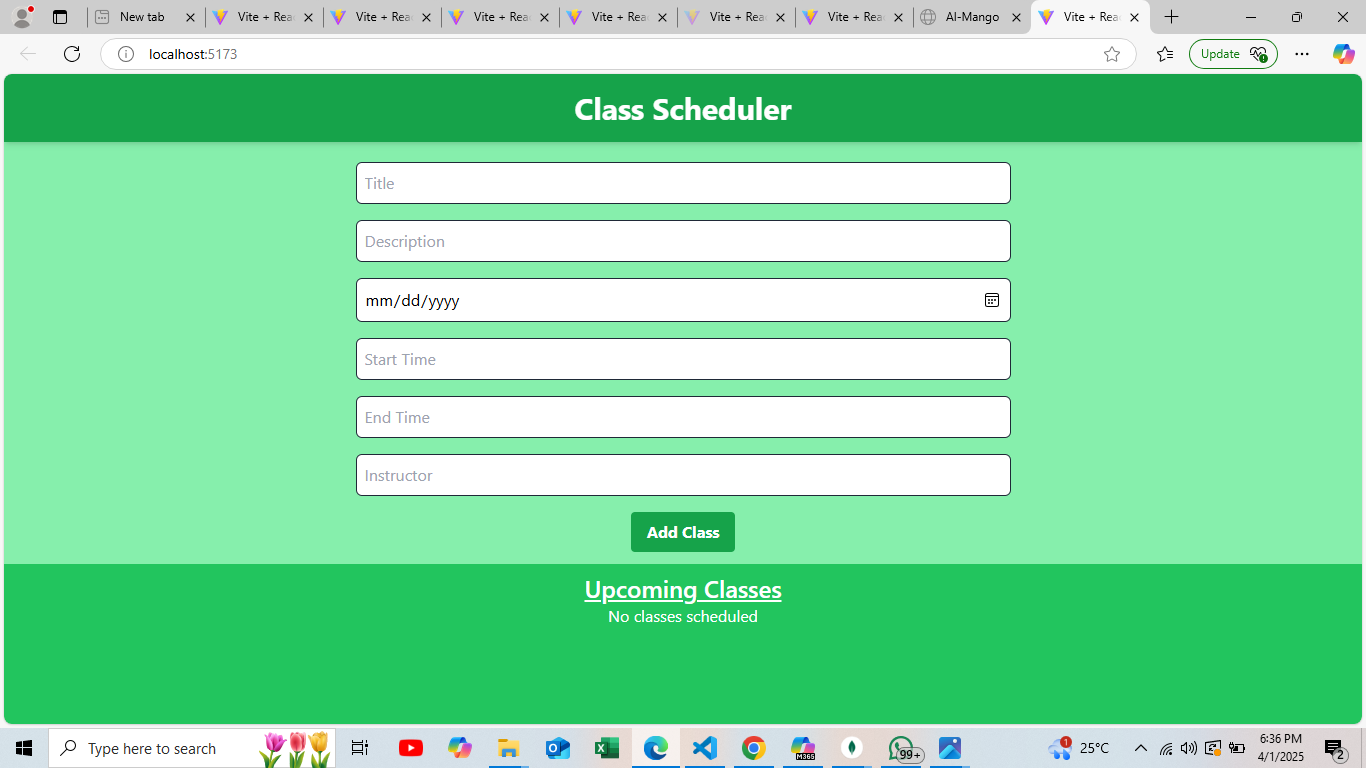 New tab
Vite + Rea
Vite + Rea
Vite + Rea
Vite + Rea
Vite + Rea
Vite + Rea
AI-Mango
Vite + Rea
localhost:5173
Update
Class Scheduler
Title
Description
mm/dd/yyyy
Start Time
End Time
Instructor
Add Class
Upcoming Classes
No classes scheduled
Type here to search
M365
99+
1
25°C
6:36 PM
4/1/2025
2